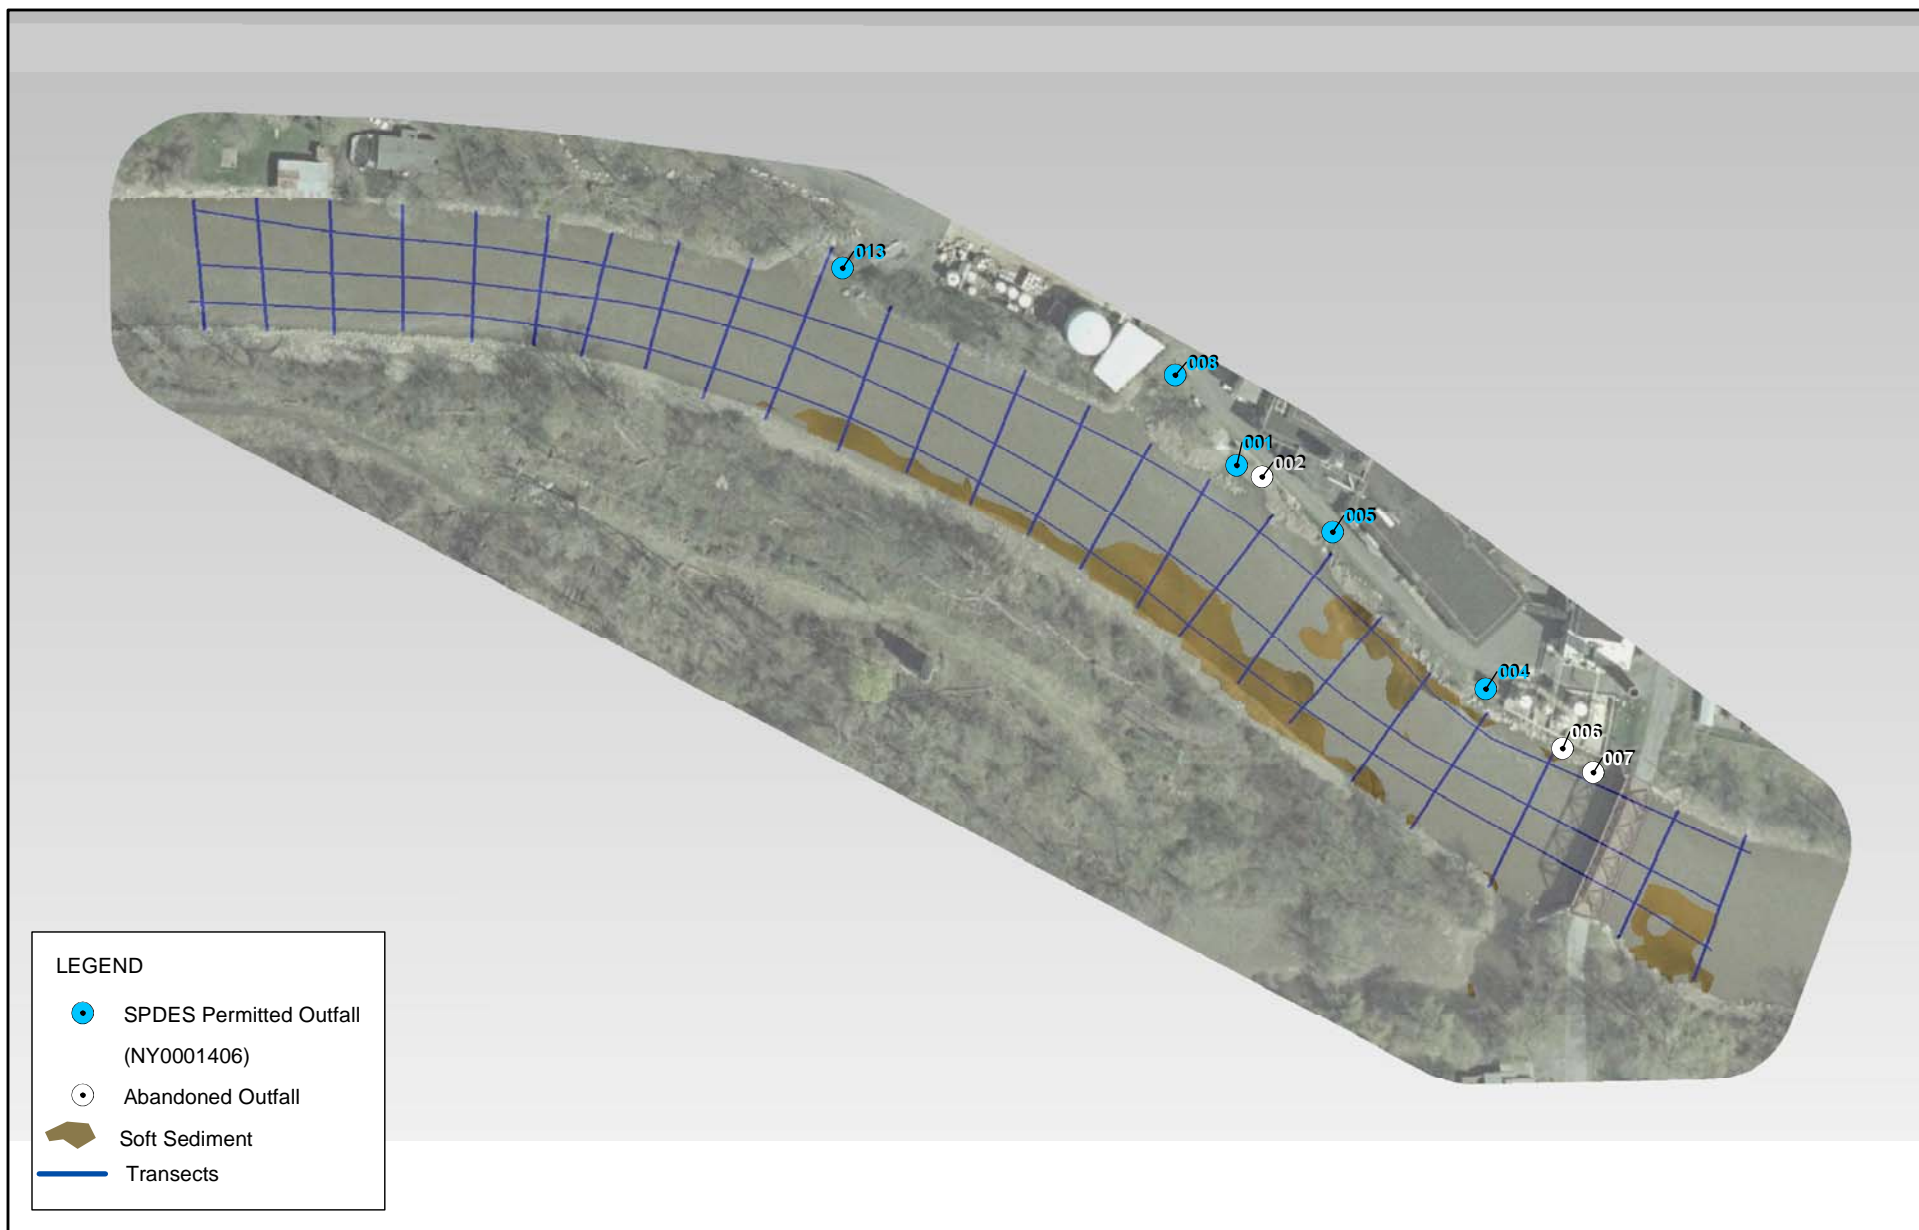 013
008
001
002
005
004
006
007
LEGEND
SPDES Permitted Outfall
(NY0001406)
Abandoned Outfall
Soft Sediment
Transects